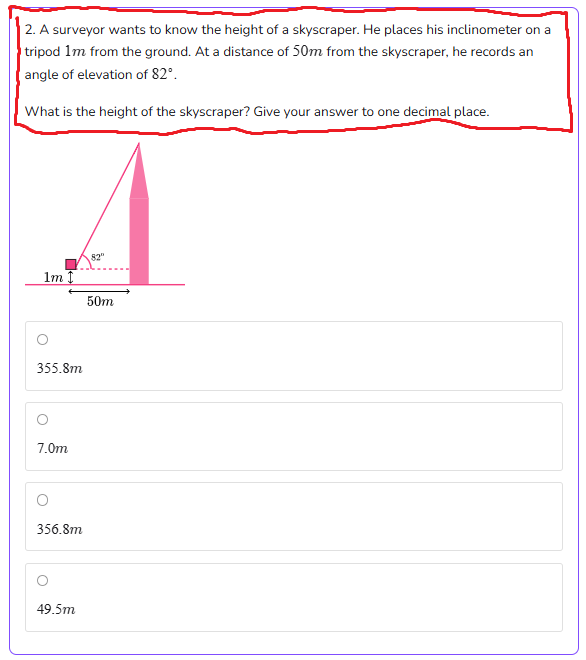 2. A surveyor wants to know the height of a skyscraper. He places his inclinometer on a
tripod 1m from the ground. At a distance of 50m from the skyscraper, he records an
angle of elevation of 82°.
What is the height of the skyscraper? Give your answer to one decimal place.
82°
1m
50m
355.8m
7.0m
356.8m
49.5m